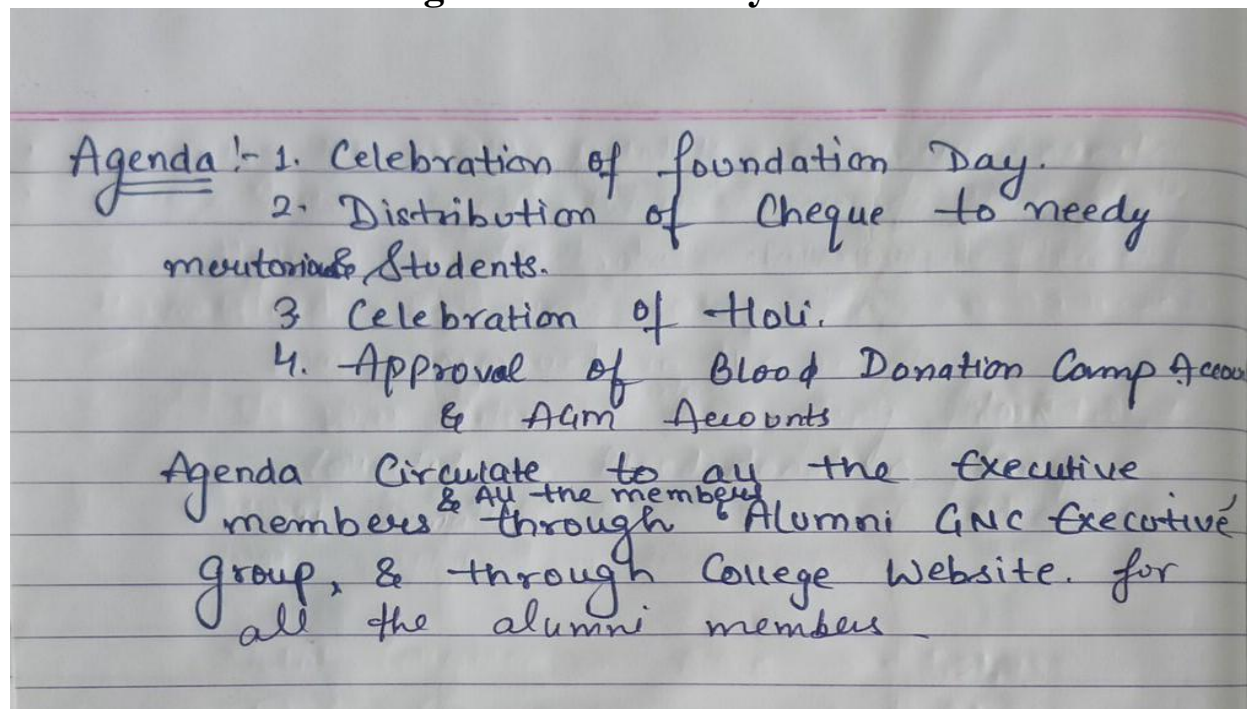 Agenda :- 1. Celebration of foundation Day.
2. Distribution of Cheque to needy
Students.
3 Celebration of Holi.
4. Approval of Blood Donation Camp
& AGM Accounts
Agenda Circulate to all the Executive
& All the members
members through 'Alumni GNC Executive'
group, & through College Website. for
all the alumni members